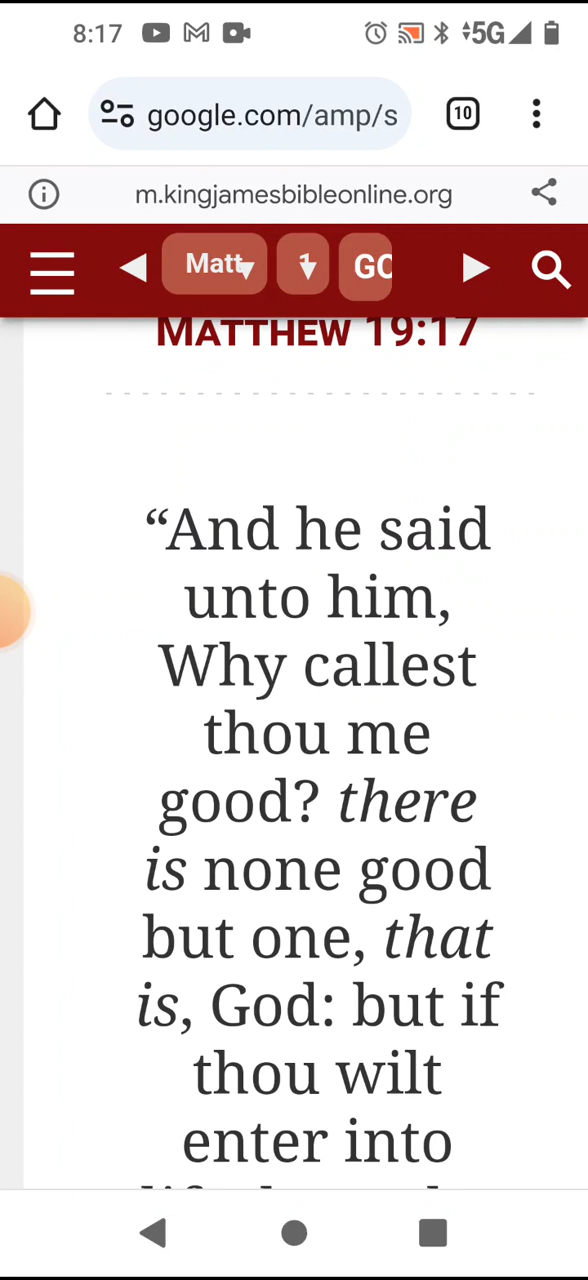 8:17 5G
google.com/amp/s 10
m.kingjamesbibleonline.org
Matt 1 GO
MATTHEW 19:17
“And he said
unto him,
Why callest
thou me
good? there
is none good
but one, that
is, God: but if
thou wilt
enter into